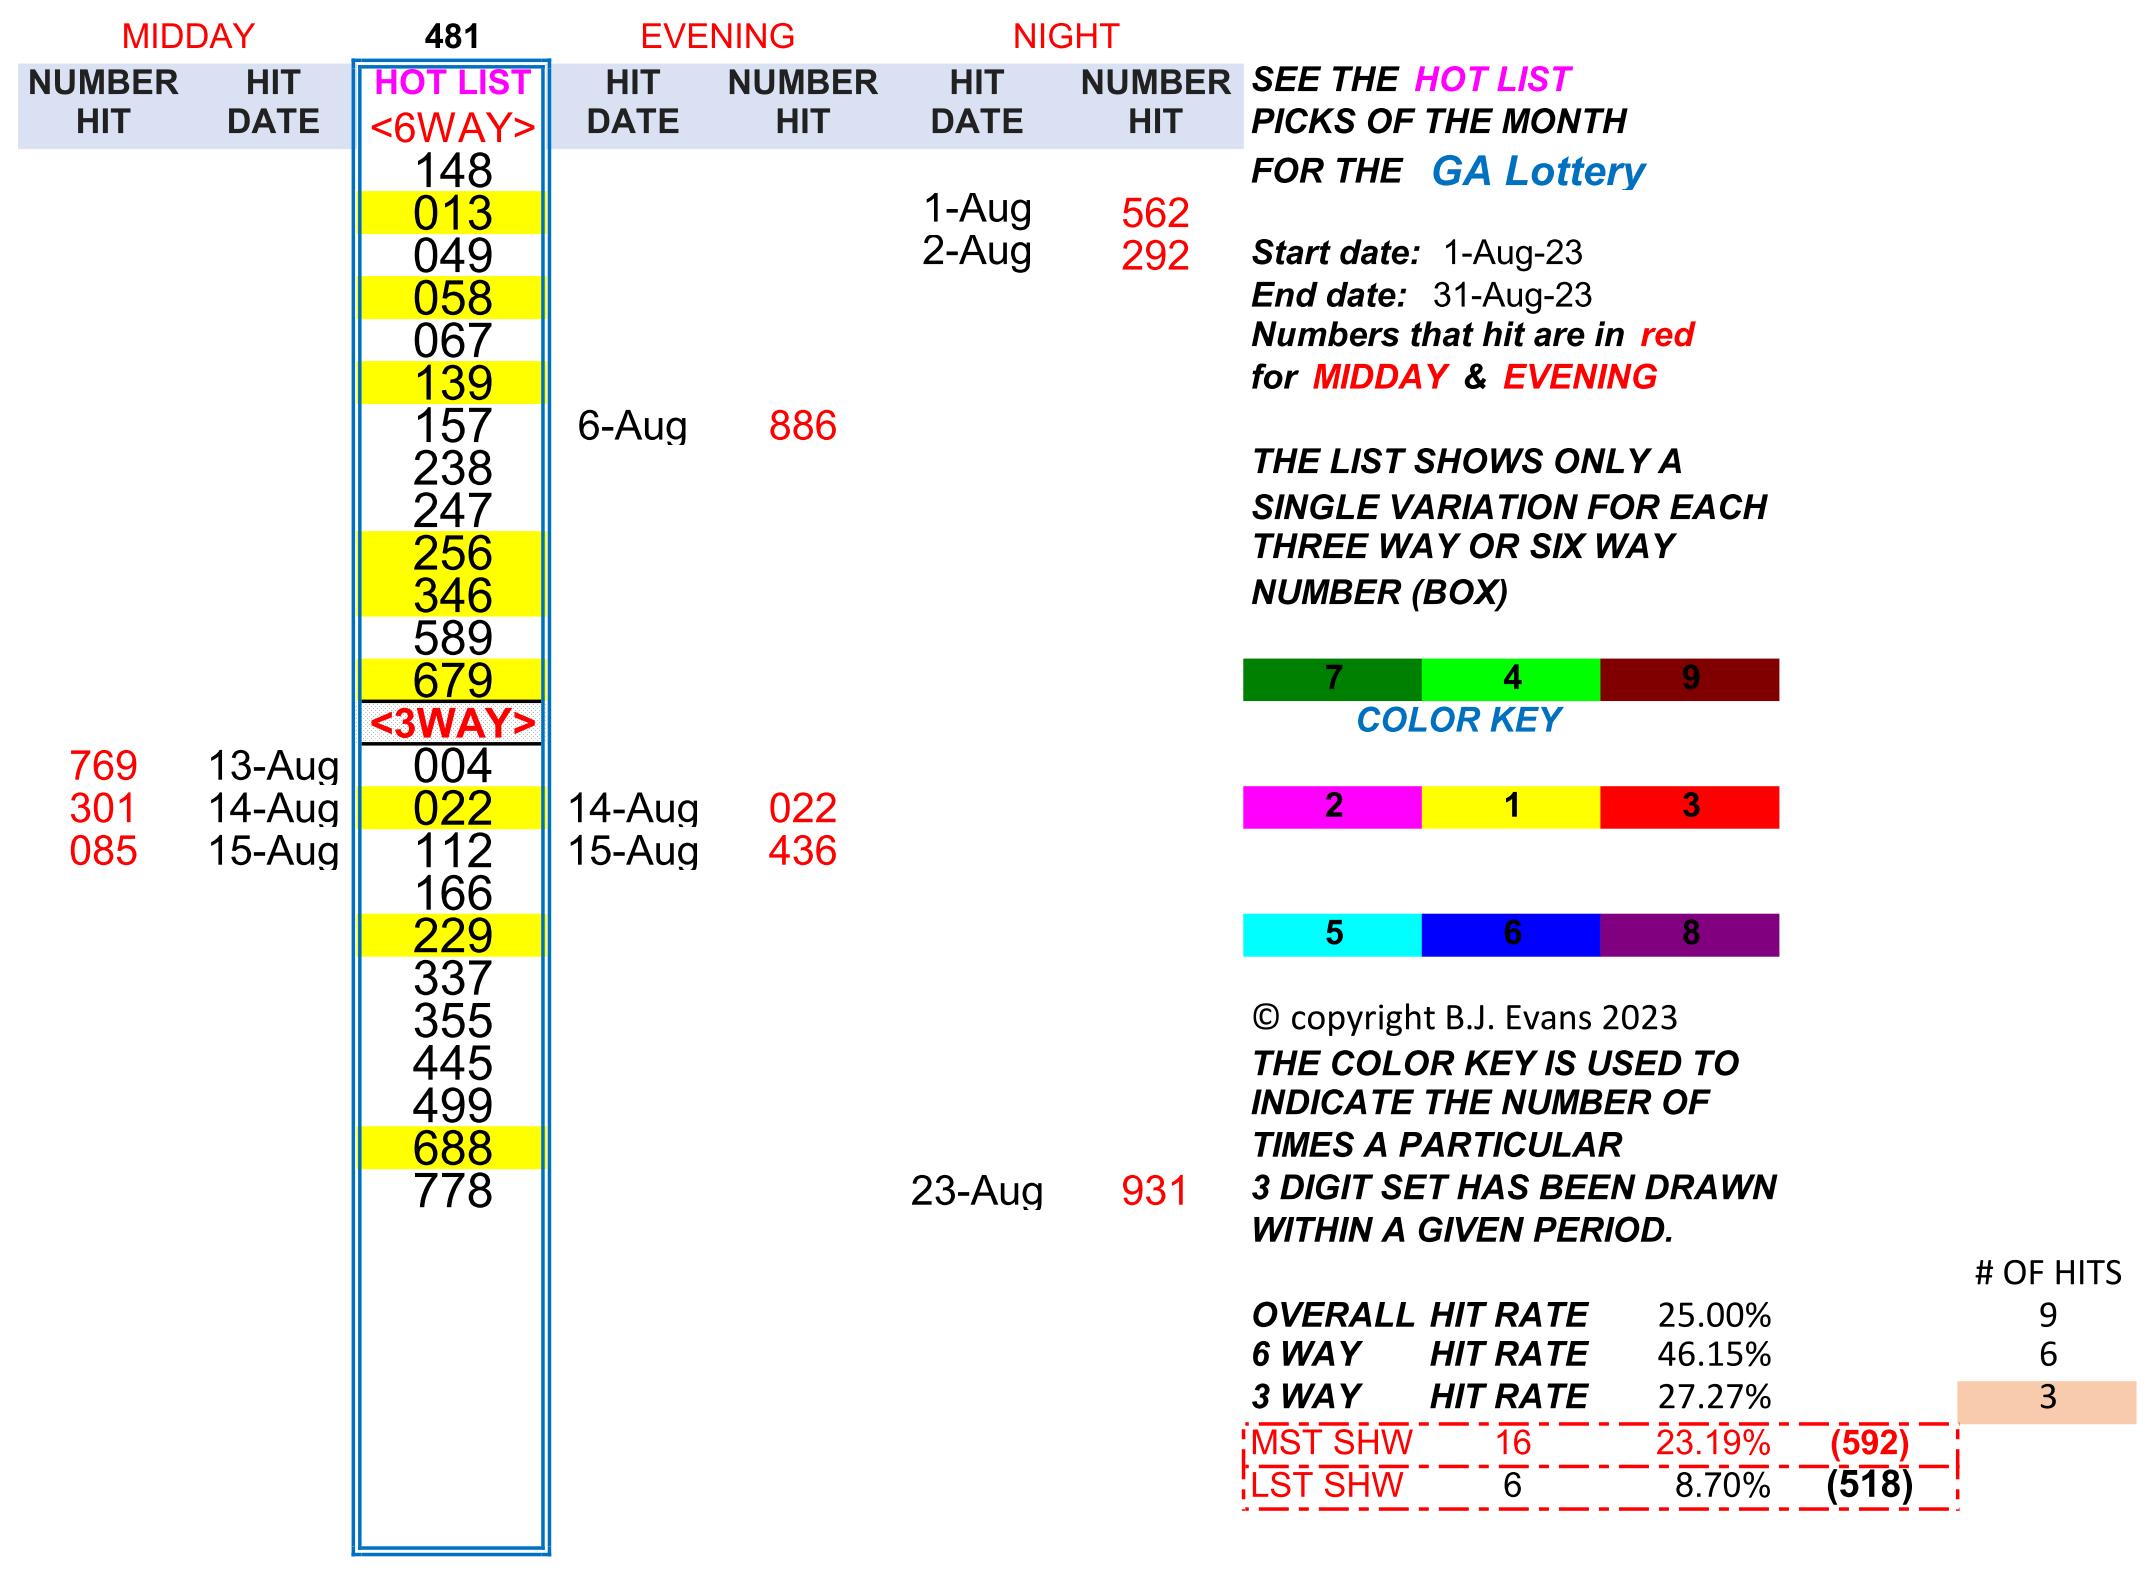 MIDDAY 481 EVENING NIGHT
NUMBER HIT HOT LIST HIT NUMBER HIT NUMBER SEE THE HOT LIST
HIT DATE <6WAY> DATE HIT DATE HIT PICKS OF THE MONTH
148 FOR THE GA Lottery
013 1-Aug 562
049 2-Aug 292 Start date: 1-Aug-23
058 End date: 31-Aug-23
067 Numbers that hit are in red
139 for MIDDAY & EVENING
157 6-Aug 886
238 THE LIST SHOWS ONLY A
247 SINGLE VARIATION FOR EACH
256 THREE WAY OR SIX WAY
346 NUMBER (BOX)
589
679 7 4 9
<3WAY> COLOR KEY
769 13-Aug 004
301 14-Aug 022 14-Aug 022 2 1 3
085 15-Aug 112 15-Aug 436
166
229 5 6 8
337
355 © copyright B.J. Evans 2023
445 THE COLOR KEY IS USED TO
499 INDICATE THE NUMBER OF
688 TIMES A PARTICULAR
778 23-Aug 931 3 DIGIT SET HAS BEEN DRAWN
WITHIN A GIVEN PERIOD.
# OF HITS
OVERALL HIT RATE 25.00% 9
6 WAY HIT RATE 46.15% 6
3 WAY HIT RATE 27.27% 3
MST SHW 16 23.19% (592)
LST SHW 6 8.70% (518)